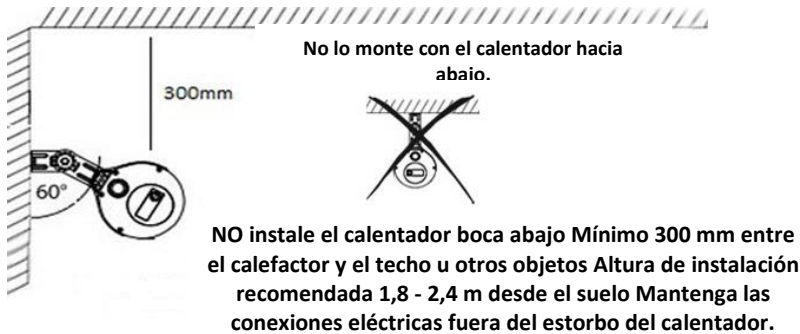 No lo monte con el calentador hacia
abajo.
300mm
60°
NO instale el calentador boca abajo Mínimo 300 mm entre
el calefactor y el techo u otros objetos Altura de instalación
recomendada 1,8 - 2,4 m desde el suelo Mantenga las
conexiones eléctricas fuera del estorbo del calentador.